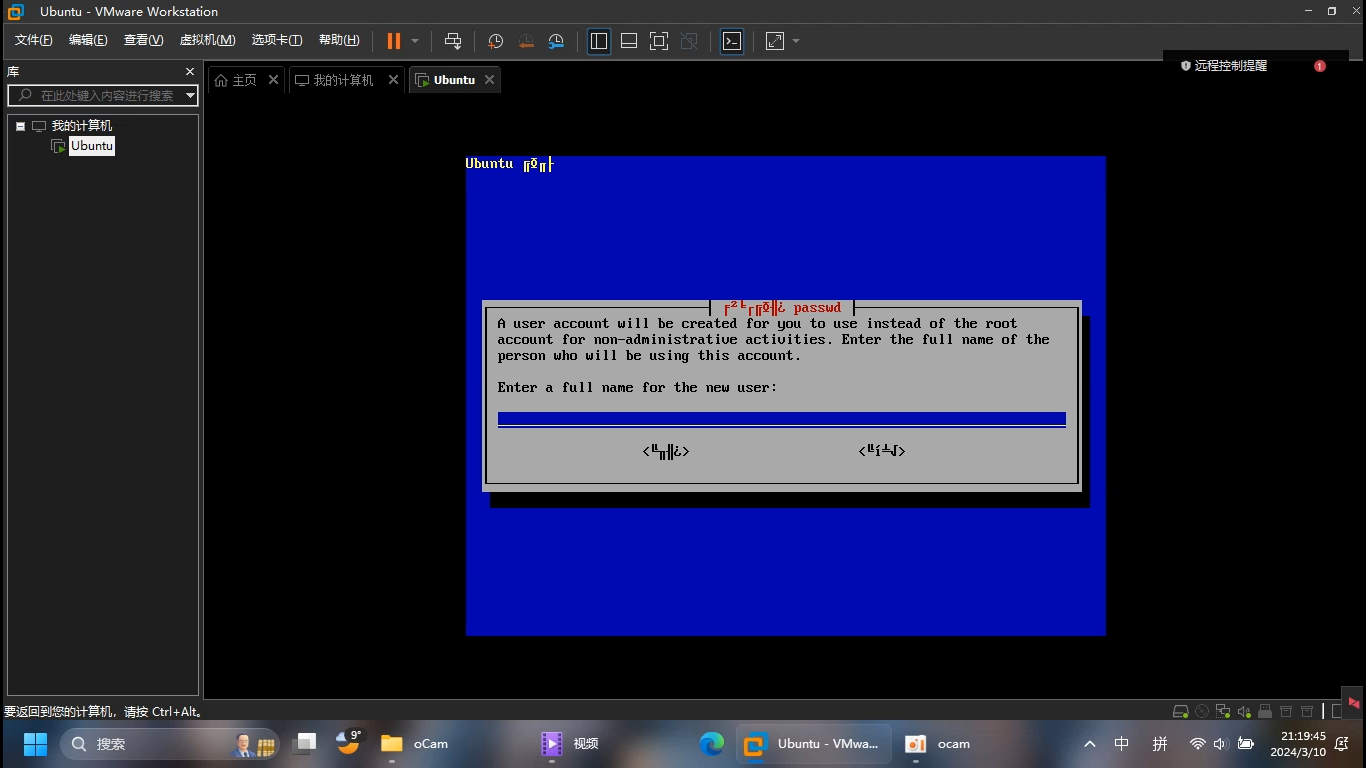 Ubuntu - VMware Workstation
文件(F) 编辑(E) 查看(V) 虚拟机(M) 选项卡(T) 帮助(H)
库
主页 我的计算机 Ubuntu
远程控制提醒 1
在此处键入内容进行搜索
我的计算机
Ubuntu
Ubuntu
passwd
A user account will be created for you to use instead of the root
account for non-administrative activities. Enter the full name of the
person who will be using this account.
Enter a full name for the new user:
要返回到您的计算机，请按 Ctrl+Alt。
搜索 9° oCam 视频 Ubuntu - VMwa... ocam 中 拼 21:19:45
2024/3/10